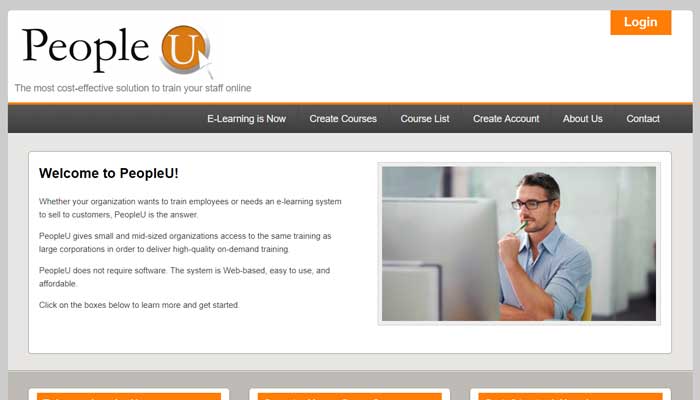 Login
People U
The most cost-effective solution to train your staff online
E-Learning is Now Create Courses Course List Create Account About Us Contact
Welcome to PeopleU!
Whether your organization wants to train employees or needs an e-learning system
to sell to customers, PeopleU is the answer.
PeopleU gives small and mid-sized organizations access to the same training as
large corporations in order to deliver high-quality on-demand training.
PeopleU does not require software. The system is Web-based, easy to use, and
affordable.
Click on the boxes below to learn more and get started.